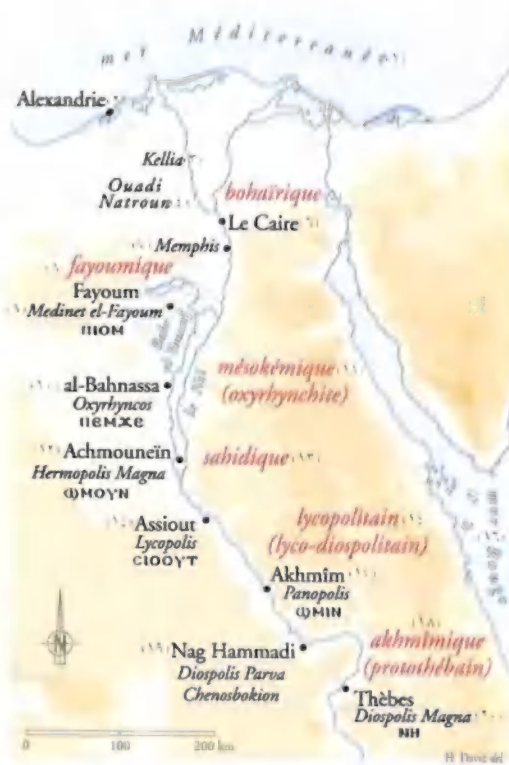 mer Méditerranée
Alexandrie
Kellia
Ouadi
Natroun
bohaïrique
Le Caire
Memphis
fayoumique
Fayoum
Medinet el-Fayoum
ⲡⲓⲟⲙ
le Nil
mésokémique
(oxyrhynchite)
al-Bahnassa
Oxyrhyncos
ⲡⲉⲙϫⲉ
Achmouneïn
Hermopolis Magna
ϣⲙⲟⲩⲛ
sahidique
Assiout
Lycopolis
ⲥⲓⲟⲟⲩⲧ
lycopolitain
(lyco-diospolitain)
mer Rouge
Akhmîm
Panopolis
ϣⲙⲓⲛ
akhmîmique
(protothébain)
Nag Hammadi
Diospolis Parva
Chenosbokion
Thèbes
Diospolis Magna
ⲛⲏ
N
0 100 200 km